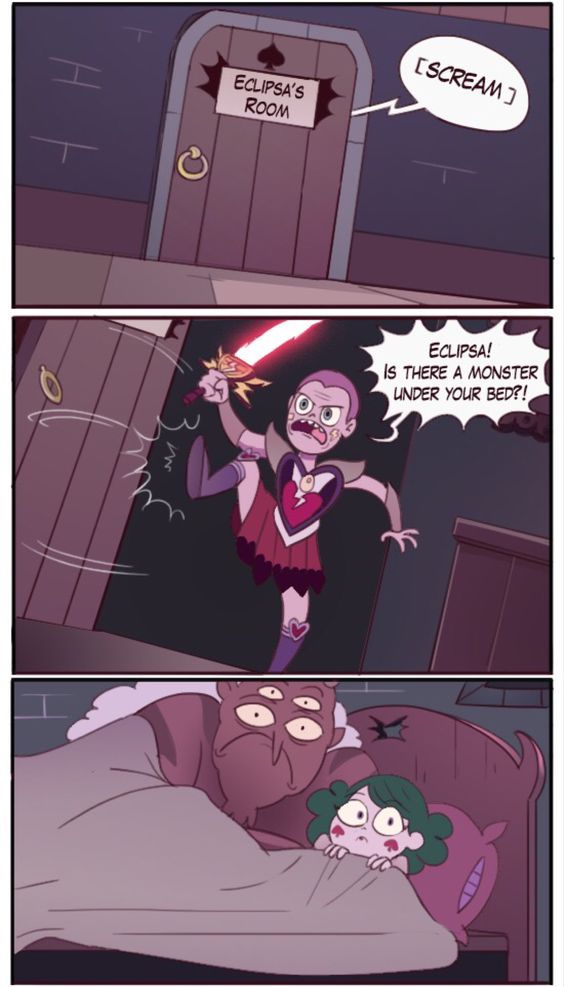 ECLIPSA'S
ROOM
[SCREAM]
ECLIPSA!
IS THERE A MONSTER
UNDER YOUR BED?!